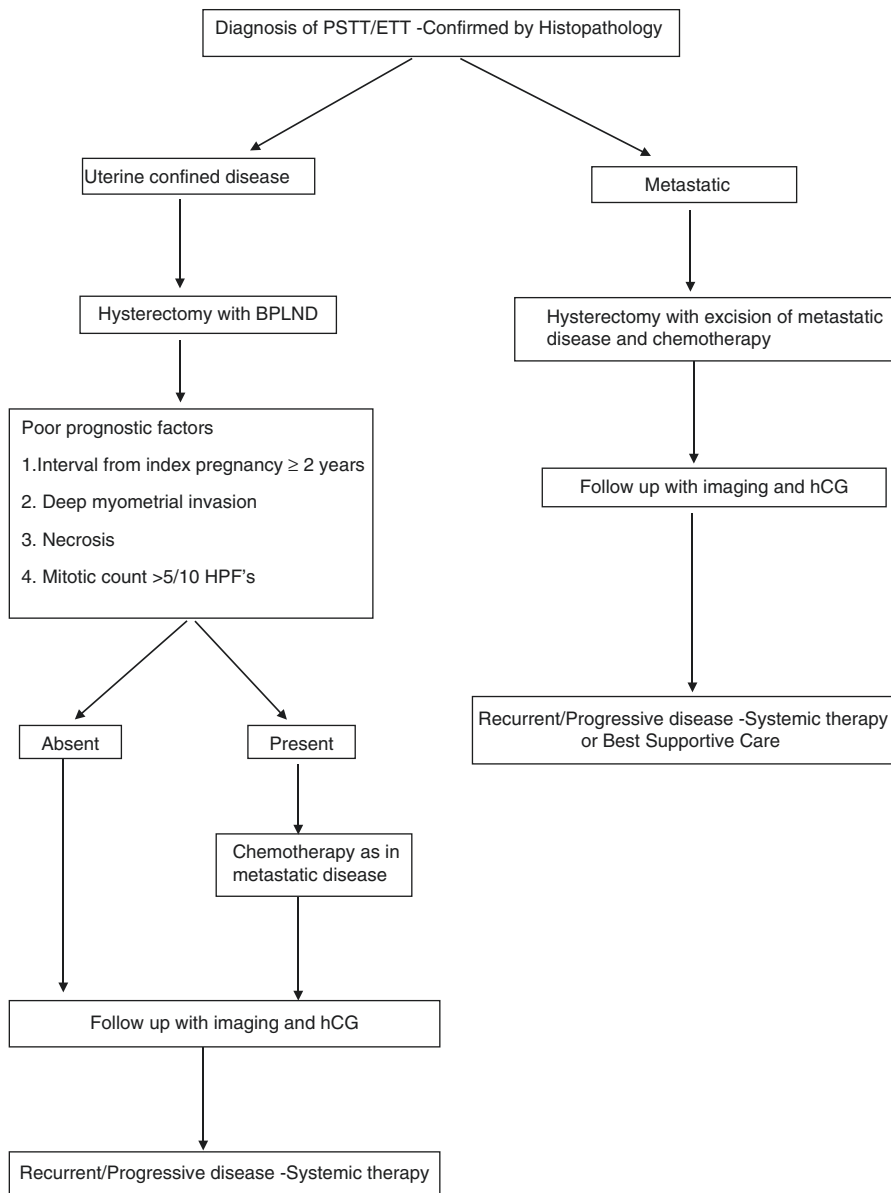 Diagnosis of PSTT/ETT -Confirmed by Histopathology
Uterine confined disease
Metastatic
Hysterectomy with BPLND
Hysterectomy with excision of metastatic
disease and chemotherapy
Poor prognostic factors
1.Interval from index pregnancy ≥ 2 years
2. Deep myometrial invasion
3. Necrosis
4. Mitotic count >5/10 HPF's
Follow up with imaging and hCG
Absent
Present
Recurrent/Progressive disease -Systemic therapy
or Best Supportive Care
Chemotherapy as in
metastatic disease
Follow up with imaging and hCG
Recurrent/Progressive disease -Systemic therapy